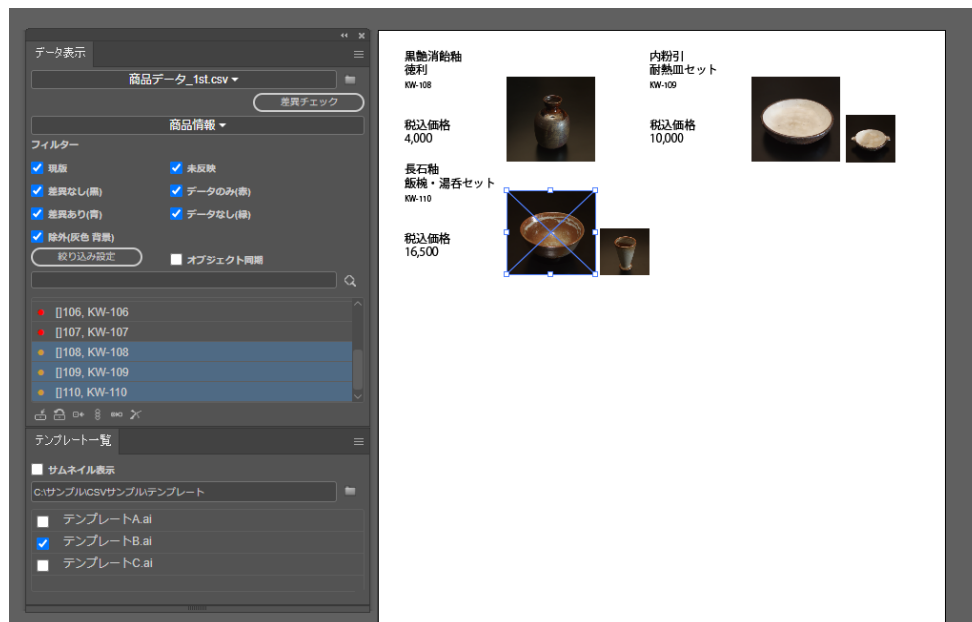 データ表示
商品データ_1st.csv
差異チェック
商品情報
フィルター
現版
未反映
差異なし(黒)
データのみ(赤)
差異あり(青)
データなし(緑)
除外(灰色 背景)
絞り込み設定
オブジェクト同期
[]106, KW-106
[]107, KW-107
[]108, KW-108
[]109, KW-109
[]110, KW-110
テンプレート一覧
サムネイル表示
C:\サンプル\CSVサンプル\テンプレート
テンプレートA.ai
テンプレートB.ai
テンプレートC.ai
黒艶消飴釉
徳利
KW-108
税込価格
4,000
内粉引
耐熱皿セット
KW-109
税込価格
10,000
長石釉
飯椀・湯呑セット
KW-110
税込価格
16,500